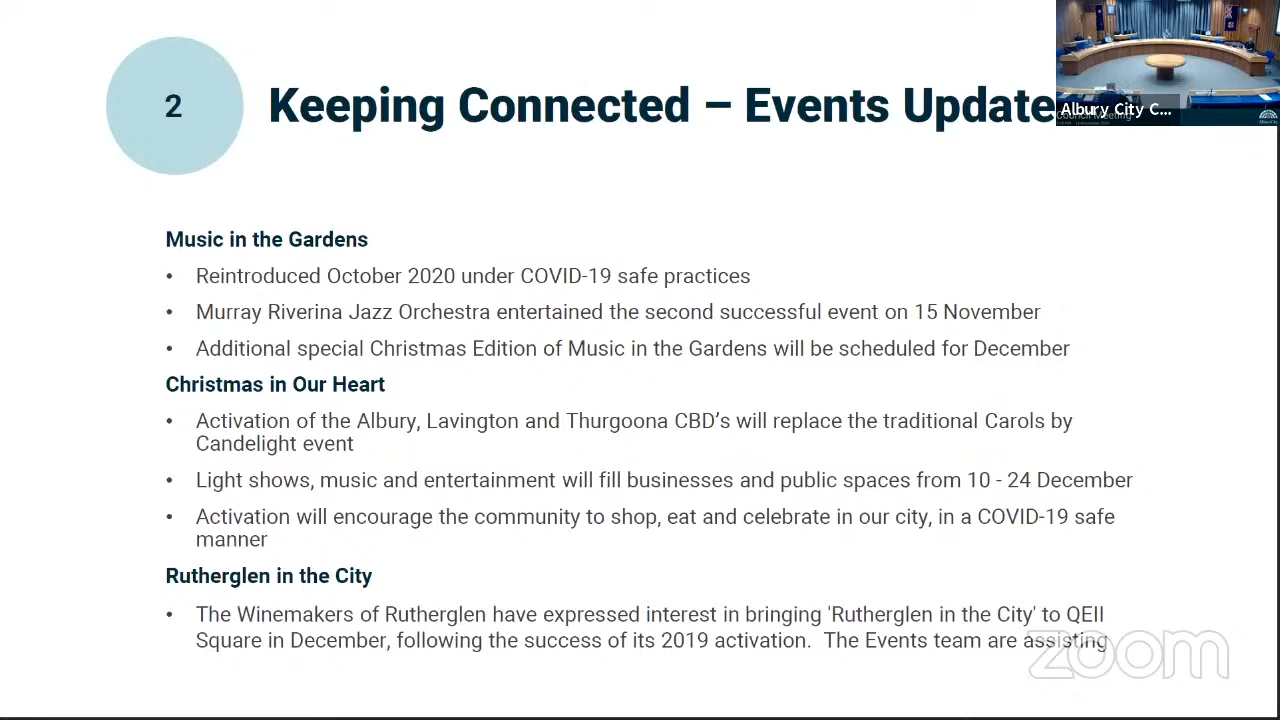 2
Keeping Connected – Events Update
Albury City C...
Council Meeting
Music in the Gardens
• Reintroduced October 2020 under COVID-19 safe practices
• Murray Riverina Jazz Orchestra entertained the second successful event on 15 November
• Additional special Christmas Edition of Music in the Gardens will be scheduled for December
Christmas in Our Heart
• Activation of the Albury, Lavington and Thurgoona CBD’s will replace the traditional Carols by
Candelight event
• Light shows, music and entertainment will fill businesses and public spaces from 10 - 24 December
• Activation will encourage the community to shop, eat and celebrate in our city, in a COVID-19 safe
manner
Rutherglen in the City
• The Winemakers of Rutherglen have expressed interest in bringing 'Rutherglen in the City' to QEII
Square in December, following the success of its 2019 activation.  The Events team are assisting
zoom